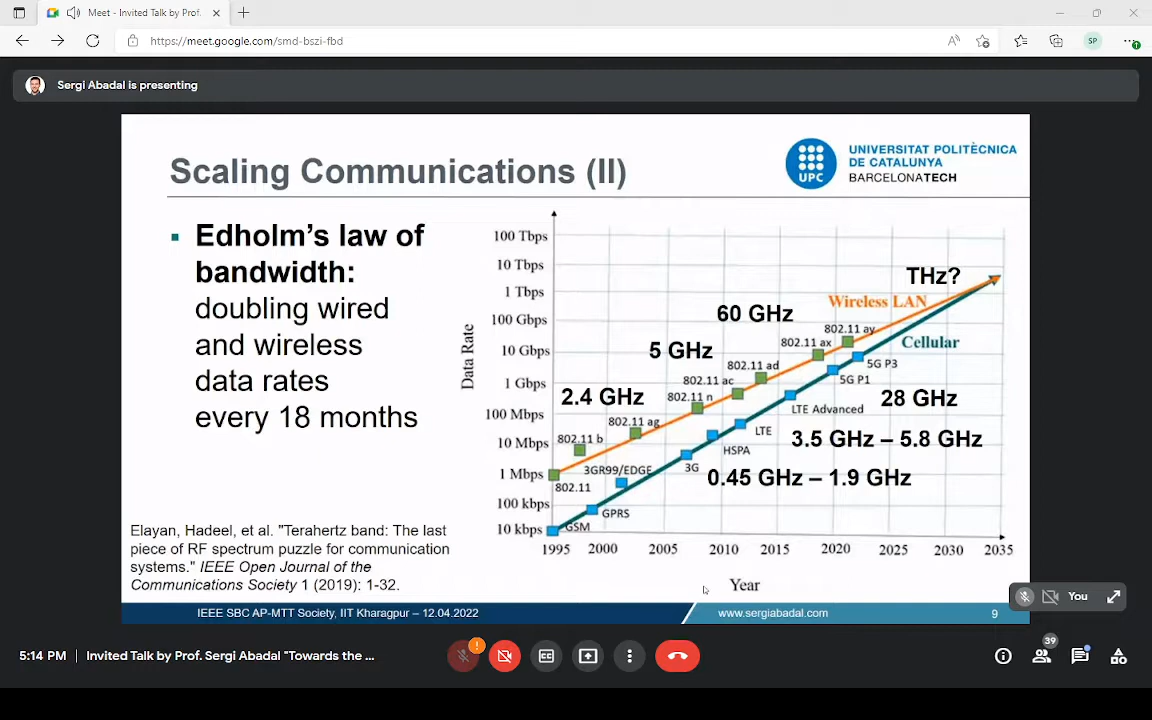 Meet - Invited Talk by Prof.
https://meet.google.com/smd-bszi-fbd
SP
Sergi Abadal is presenting
Scaling Communications (II)
UPC
UNIVERSITAT POLITÈCNICA
DE CATALUNYA
BARCELONATECH
Edholm's law of
bandwidth:
doubling wired
and wireless
data rates
every 18 months
Elayan, Hadeel, et al. "Terahertz band: The last
piece of RF spectrum puzzle for communication
systems." IEEE Open Journal of the
Communications Society 1 (2019): 1-32.
Data Rate
100 Tbps
10 Tbps
1 Tbps
100 Gbps
10 Gbps
1 Gbps
100 Mbps
10 Mbps
1 Mbps
100 kbps
10 kbps
THz?
Wireless LAN
60 GHz
802.11 ay
802.11 ax
Cellular
5 GHz
802.11 ad
5G P3
802.11 ac
5G P1
2.4 GHz
802.11 n
28 GHz
LTE Advanced
802.11 ag
LTE
3.5 GHz – 5.8 GHz
802.11 b
HSPA
3GR99/EDGE
3G
0.45 GHz – 1.9 GHz
802.11
GPRS
GSM
1995 2000 2005 2010 2015 2020 2025 2030 2035
Year
IEEE SBC AP-MTT Society, IIT Kharagpur – 12.04.2022
www.sergiabadal.com
9
You
5:14 PM
Invited Talk by Prof. Sergi Abadal "Towards the ...
!
CC
39